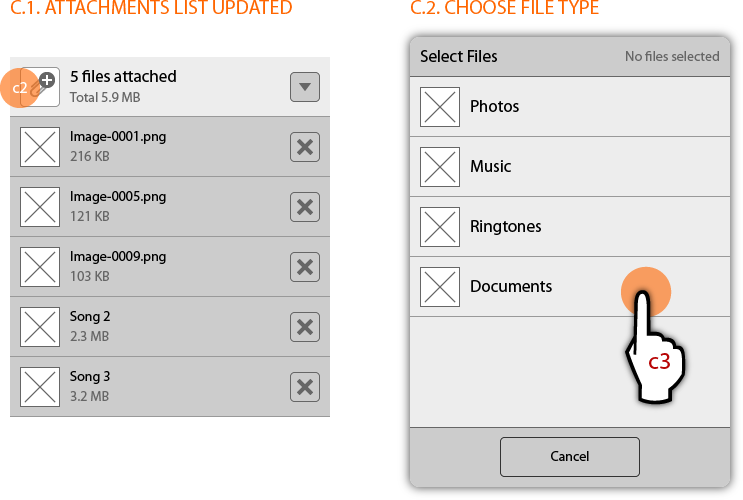 C.1. ATTACHMENTS LIST UPDATED
c2
5 files attached
Total 5.9 MB
Image-0001.png
216 KB
Image-0005.png
121 KB
Image-0009.png
103 KB
Song 2
2.3 MB
Song 3
3.2 MB
C.2. CHOOSE FILE TYPE
Select Files
No files selected
Photos
Music
Ringtones
Documents
c3
Cancel